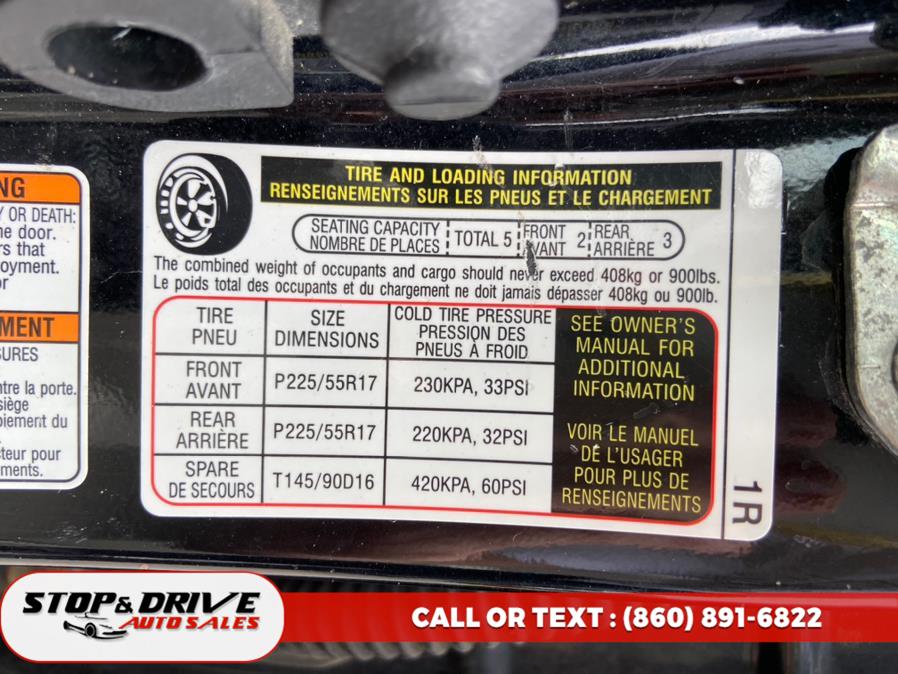 NG
Y OR DEATH:
ne door.
rs that
oyment.
or
MENT
SURES
ntre la porte.
siège
oiement du
cteur pour
ements.
TIRE AND LOADING INFORMATION
RENSEIGNEMENTS SUR LES PNEUS ET LE CHARGEMENT
SEATING CAPACITY
NOMBRE DE PLACES
TOTAL 5
FRONT
AVANT 2
REAR
ARRIÈRE 3
The combined weight of occupants and cargo should never exceed 408kg or 900lbs.
Le poids total des occupants et du chargement ne doit jamais dépasser 408kg ou 900lb.
TIRE
PNEU
SIZE
DIMENSIONS
COLD TIRE PRESSURE
PRESSION DES
PNEUS À FROID
FRONT
AVANT
P225/55R17
230KPA, 33PSI
REAR
ARRIÈRE
P225/55R17
220KPA, 32PSI
SPARE
DE SECOURS
T145/90D16
420KPA, 60PSI
SEE OWNER'S
MANUAL FOR
ADDITIONAL
INFORMATION
VOIR LE MANUEL
DE L'USAGER
POUR PLUS DE
RENSEIGNEMENTS
1R
STOP & DRIVE
AUTO SALES
CALL OR TEXT : (860) 891-6822